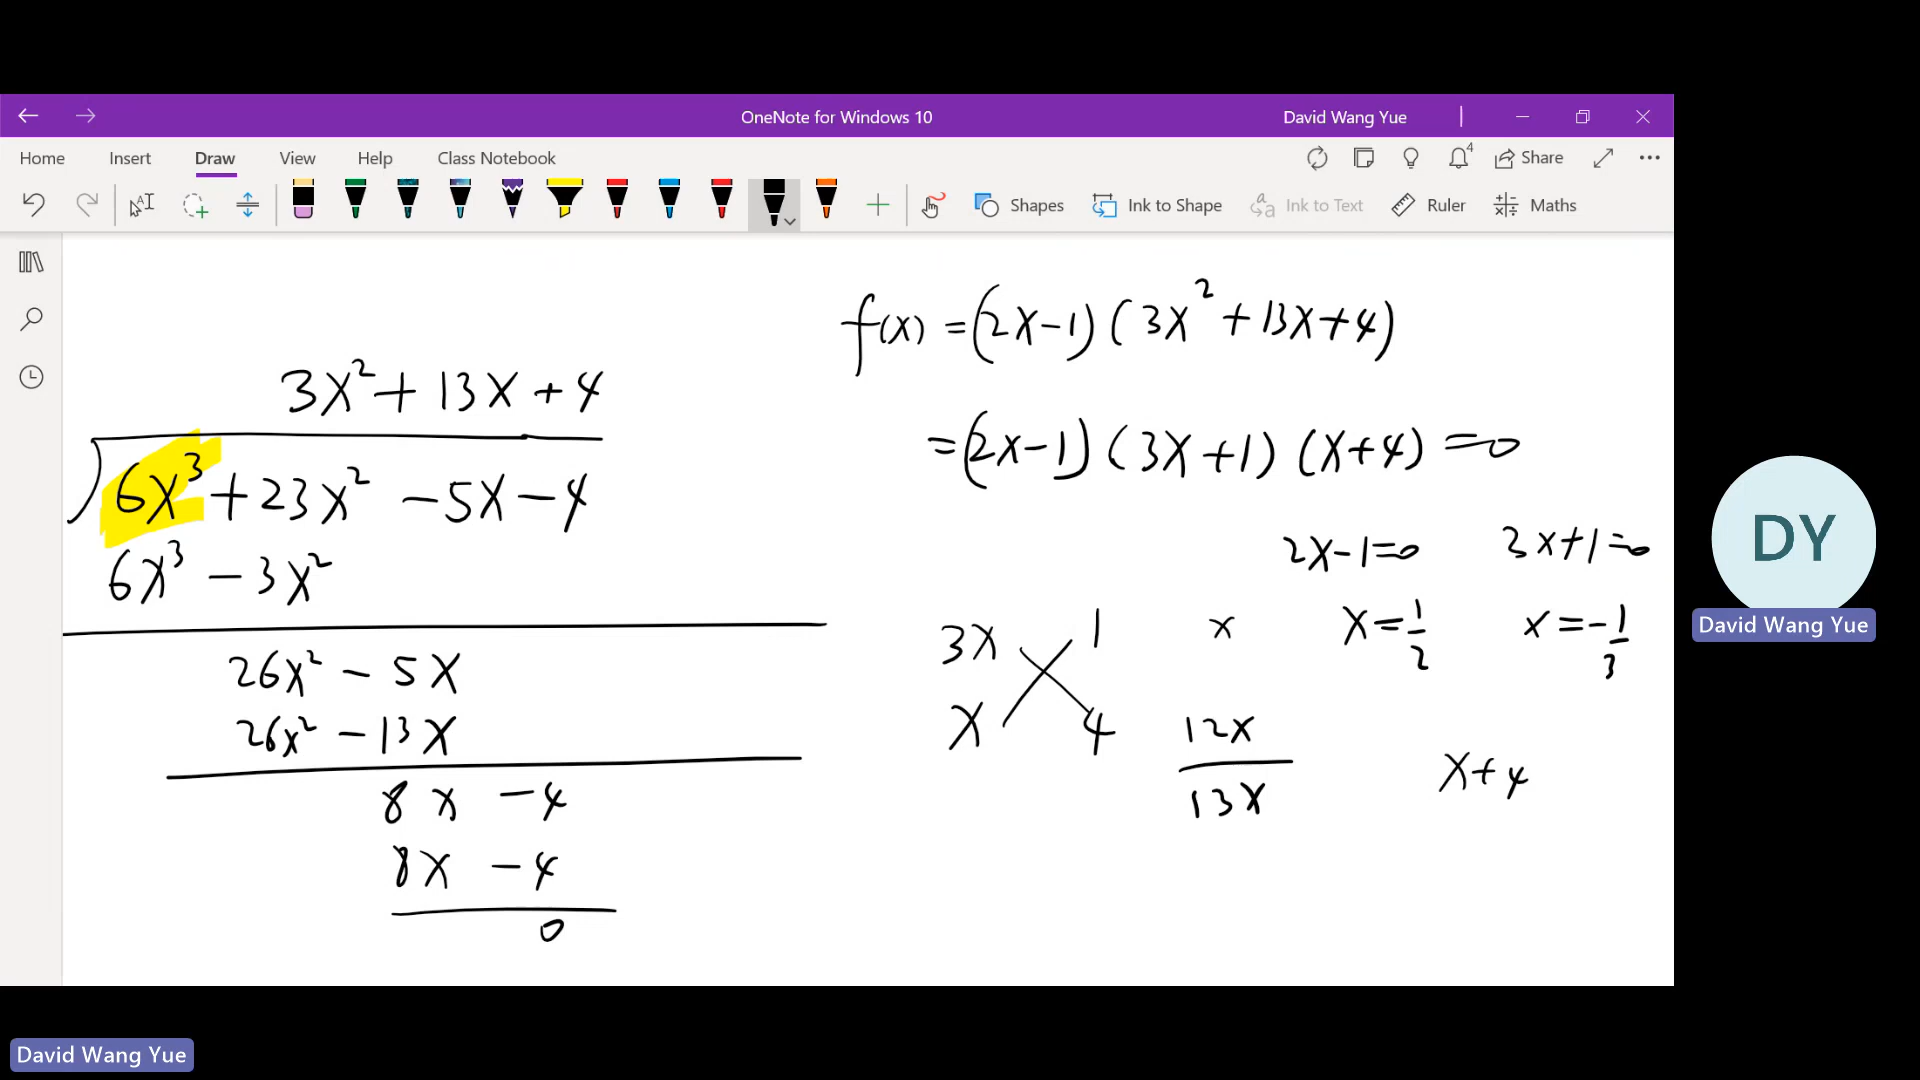 OneNote for Windows 10
David Wang Yue
Home Insert Draw View Help Class Notebook
4
Share
Shapes Ink to Shape Ink to Text Ruler Maths
3x² + 13x + 4
6x³ + 23x² - 5x - 4
6x³ - 3x²
26x² - 5x
26x² - 13x
8x - 4
8x - 4
0
f(x) = (2x-1) (3x² + 13x + 4)
= (2x-1) (3x+1) (x+4) = 0
2x-1=0 3x+1=0
3x 1 x x = 1/2 x = -1/3
x 4 12x
13x
x+4
DY
David Wang Yue
David Wang Yue